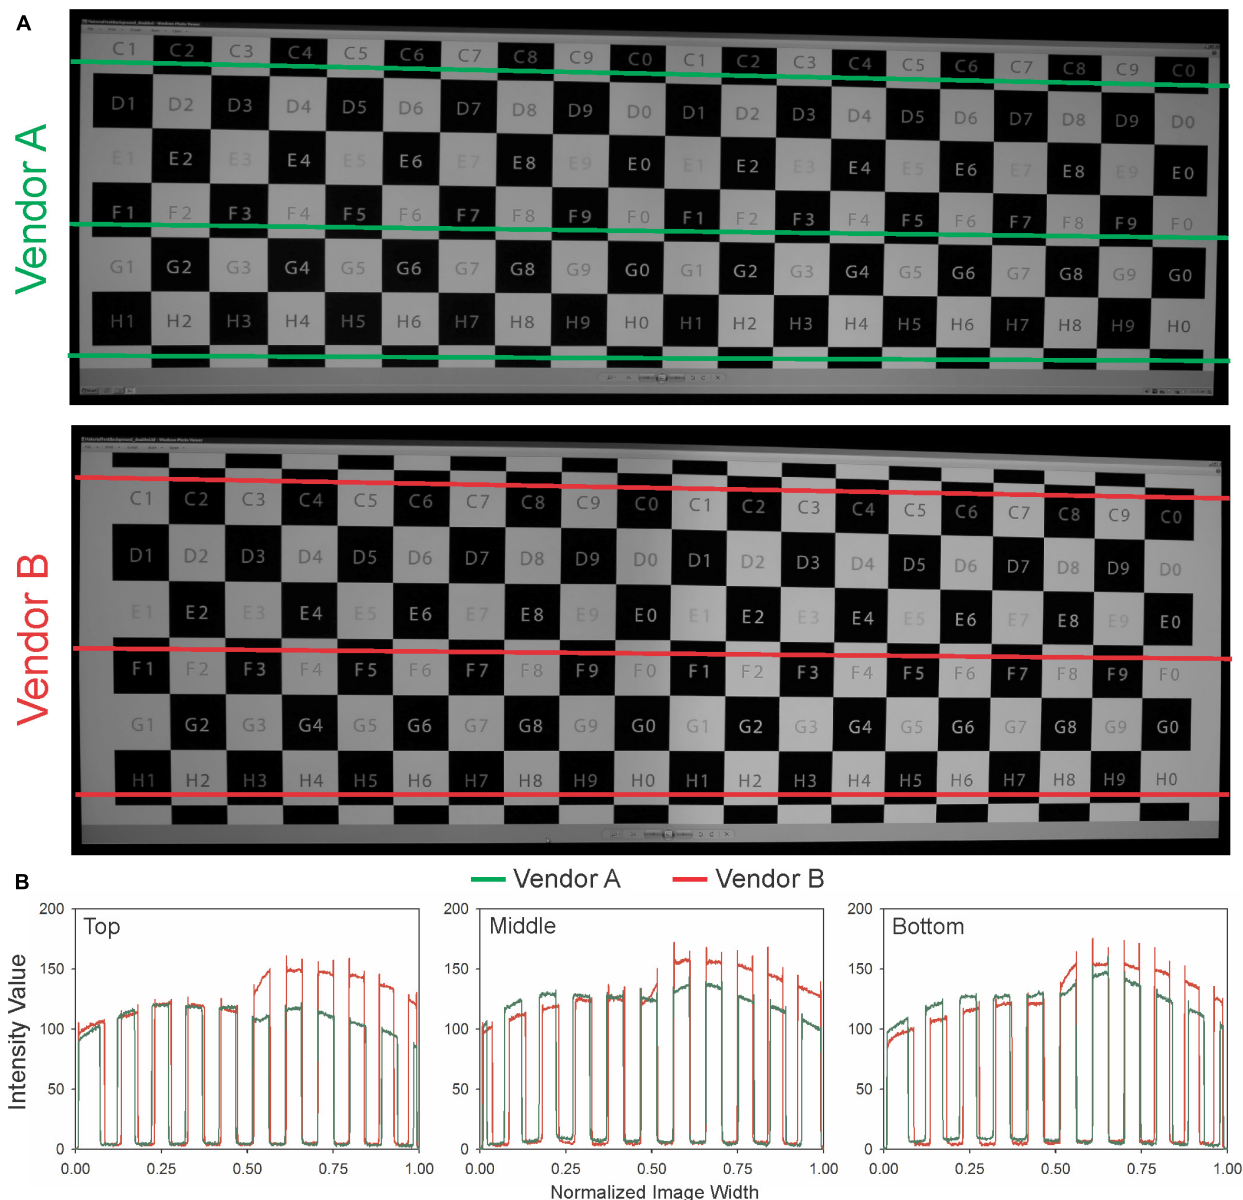 A
Vendor A
C1 C2 C3 C4 C5 C6 C7 C8 C9 C0 C1 C2 C3 C4 C5 C6 C7 C8 C9 C0
D1 D2 D3 D4 D5 D6 D7 D8 D9 D0 D1 D2 D3 D4 D5 D6 D7 D8 D9 D0
E1 E2 E3 E4 E5 E6 E7 E8 E9 E0 E1 E2 E3 E4 E5 E6 E7 E8 E9 E0
F1 F2 F3 F4 F5 F6 F7 F8 F9 F0 F1 F2 F3 F4 F5 F6 F7 F8 F9 F0
G1 G2 G3 G4 G5 G6 G7 G8 G9 G0 G1 G2 G3 G4 G5 G6 G7 G8 G9 G0
H1 H2 H3 H4 H5 H6 H7 H8 H9 H0 H1 H2 H3 H4 H5 H6 H7 H8 H9 H0
Vendor B
C1 C2 C3 C4 C5 C6 C7 C8 C9 C0 C1 C2 C3 C4 C5 C6 C7 C8 C9 C0
D1 D2 D3 D4 D5 D6 D7 D8 D9 D0 D1 D2 D3 D4 D5 D6 D7 D8 D9 D0
E1 E2 E3 E4 E5 E6 E7 E8 E9 E0 E1 E2 E3 E4 E5 E6 E7 E8 E9 E0
F1 F2 F3 F4 F5 F6 F7 F8 F9 F0 F1 F2 F3 F4 F5 F6 F7 F8 F9 F0
G1 G2 G3 G4 G5 G6 G7 G8 G9 G0 G1 G2 G3 G4 G5 G6 G7 G8 G9 G0
H1 H2 H3 H4 H5 H6 H7 H8 H9 H0 H1 H2 H3 H4 H5 H6 H7 H8 H9 H0
B
Vendor A Vendor B
Intensity Value
200 200 200
Top Middle Bottom
150 150 150
100 100 100
50 50 50
0 0 0
0.00 0.25 0.50 0.75 1.00 0.00 0.25 0.50 0.75 1.00 0.00 0.25 0.50 0.75 1.00
Normalized Image Width